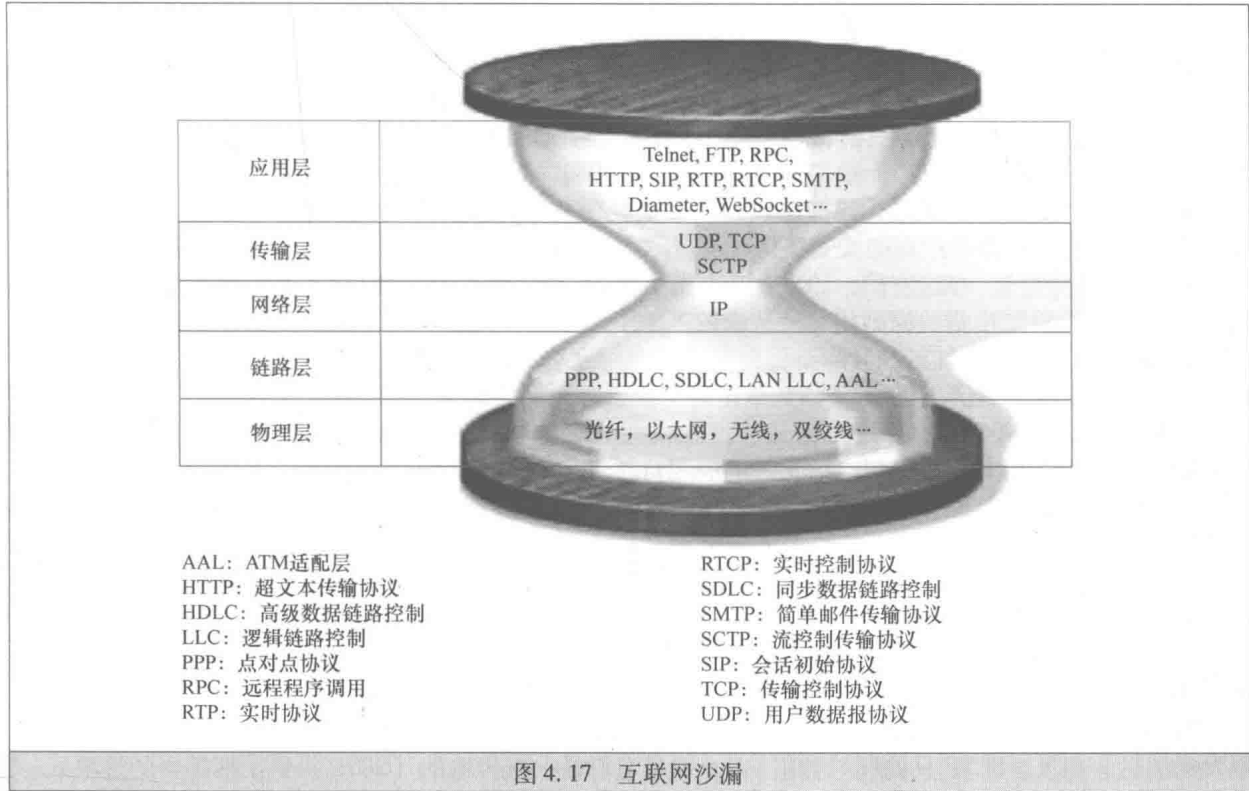 应用层
Telnet, FTP, RPC,
HTTP, SIP, RTP, RTCP, SMTP,
Diameter, WebSocket…
传输层
UDP, TCP
SCTP
网络层
IP
链路层
PPP, HDLC, SDLC, LAN LLC, AAL…
物理层
光纤，以太网，无线，双绞线…
AAL：ATM适配层
HTTP：超文本传输协议
HDLC：高级数据链路控制
LLC：逻辑链路控制
PPP：点对点协议
RPC：远程程序调用
RTP：实时协议
RTCP：实时控制协议
SDLC：同步数据链路控制
SMTP：简单邮件传输协议
SCTP：流控制传输协议
SIP：会话初始协议
TCP：传输控制协议
UDP：用户数据报协议
图 4.17 互联网沙漏